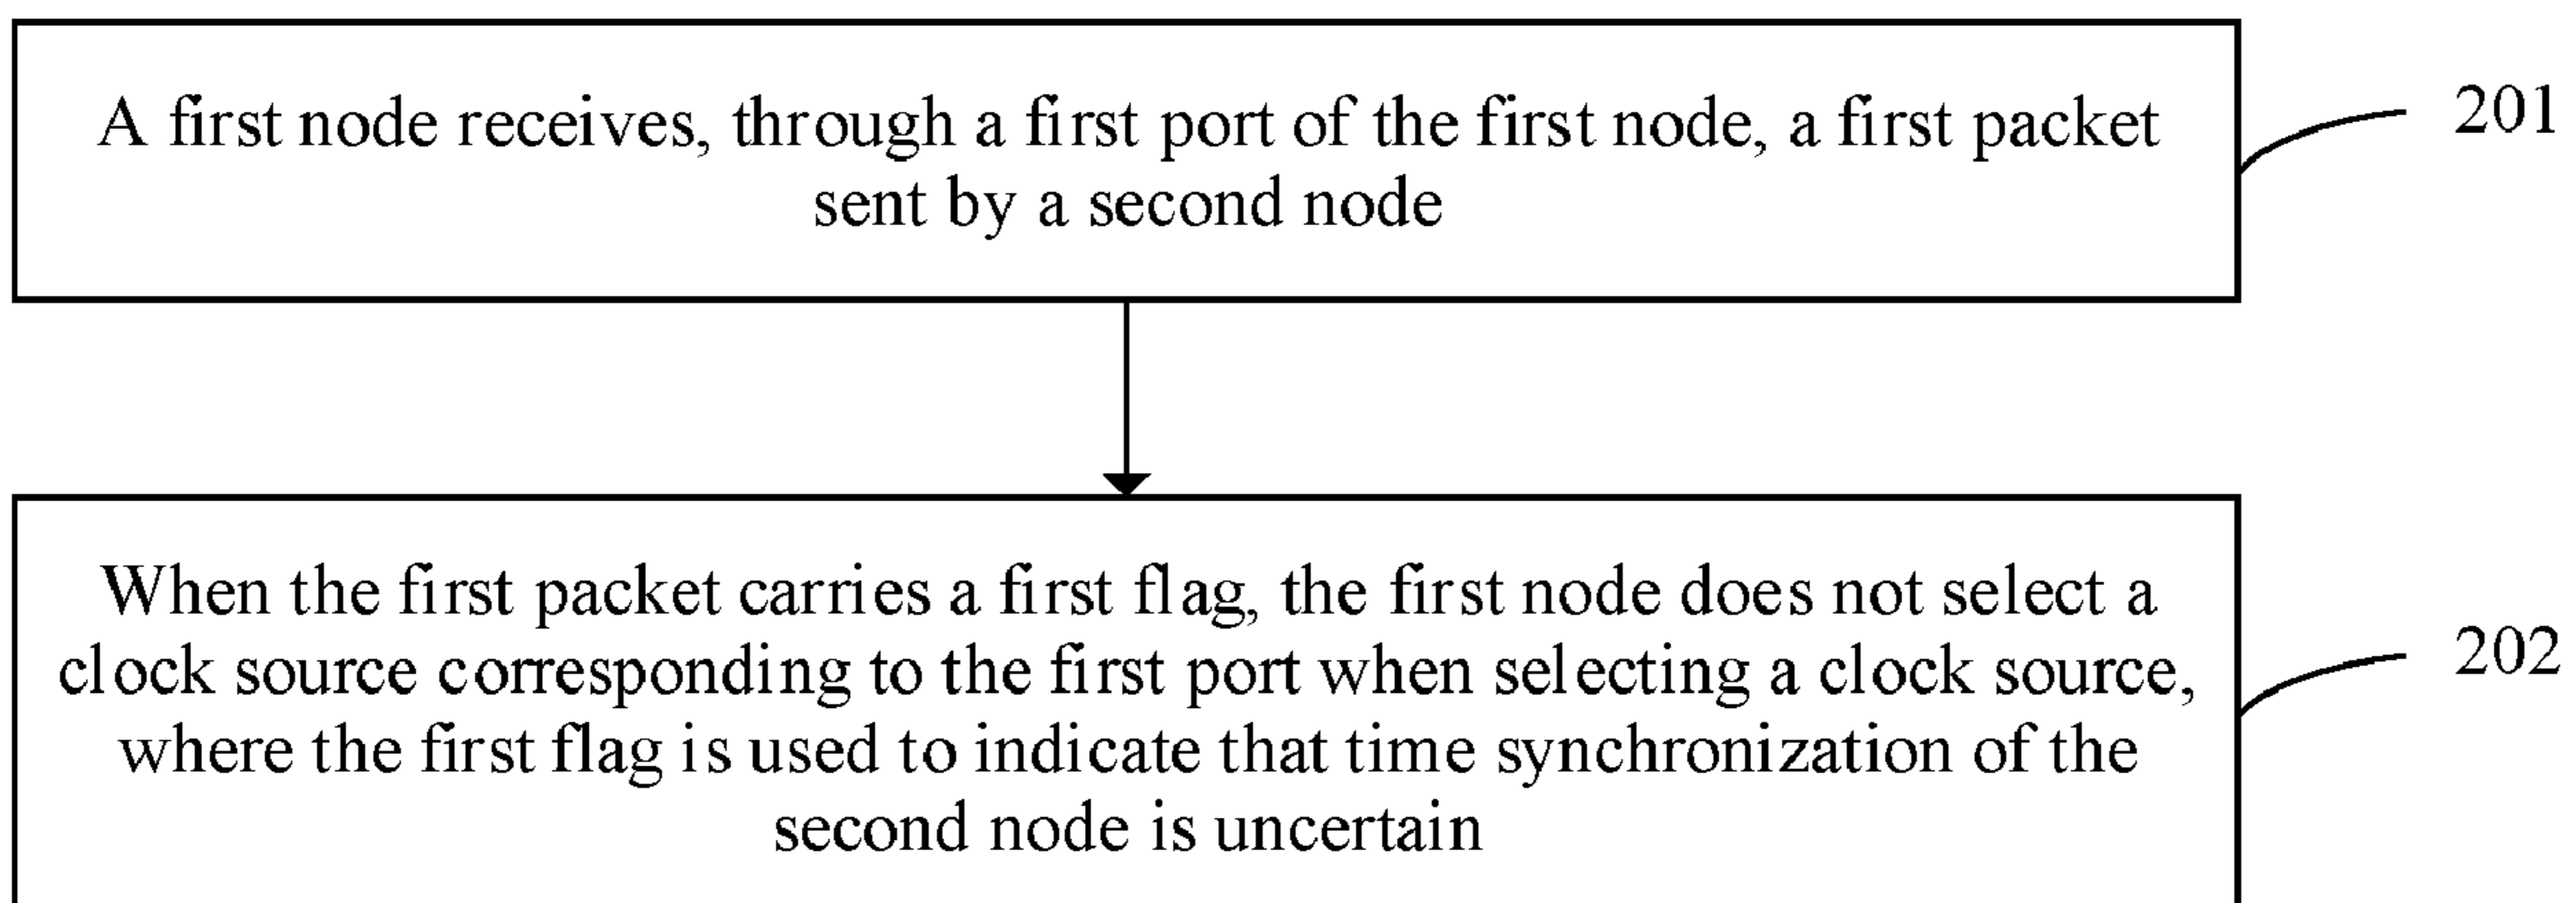 A first node receives, through a first port of the first node, a first packet
sent by a second node
201
When the first packet carries a first flag, the first node does not select a
clock source corresponding to the first port when selecting a clock source,
where the first flag is used to indicate that time synchronization of the
second node is uncertain
202